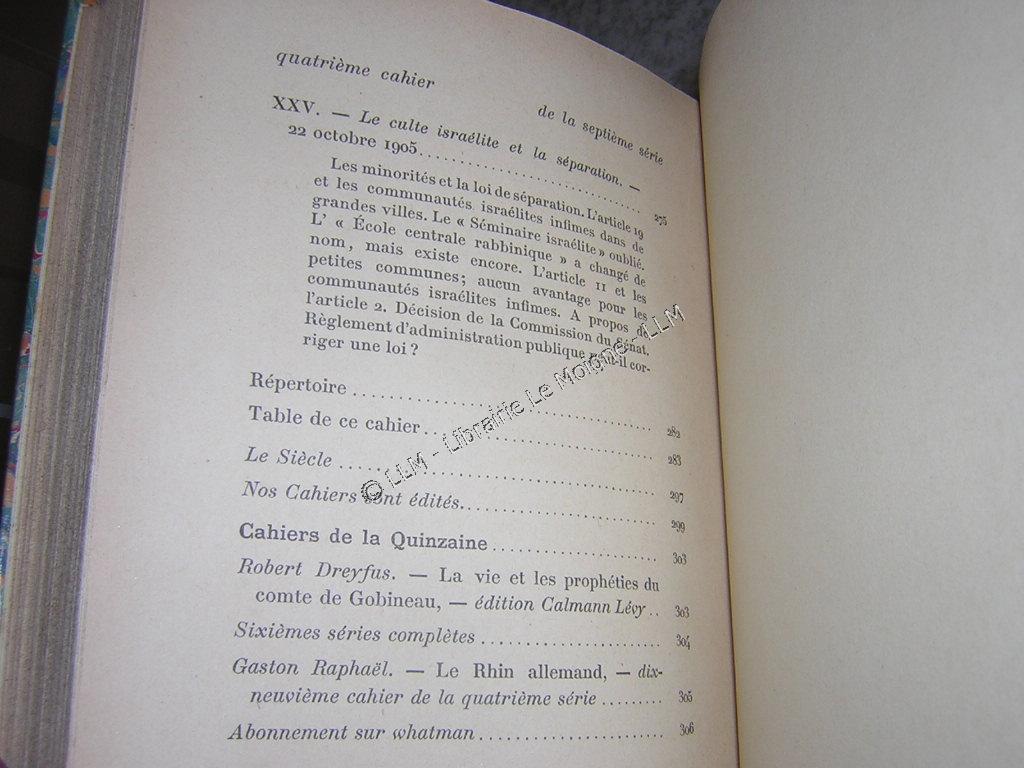 quatrième cahier
de la septième série
XXV. — Le culte israélite et la séparation. —
22 octobre 1905 . . . . . . . . . . . . . . . . . . . . . . . 275
Les minorités et la loi de séparation. L'article 19
et les communautés israélites infimes dans de
grandes villes. Le « Séminaire israélite » oublié.
L' « École centrale rabbinique » a changé de
nom, mais existe encore. L'article 11 et les
petites communes; aucun avantage pour les
communautés israélites infimes. A propos de
l'article 2. Décision de la Commission du Sénat.
Règlement d'administration publique peut-il cor-
riger une loi ?
Répertoire . . . . . . . . . . . . . . . . . . . . . . . 282
Table de ce cahier . . . . . . . . . . . . . . . . . . . 283
Le Siècle . . . . . . . . . . . . . . . . . . . . . . . 297
Nos Cahiers sont édités. . . . . . . . . . . . . . . . . 299
Cahiers de la Quinzaine . . . . . . . . . . . . . . . . . 303
Robert Dreyfus. — La vie et les prophéties du
comte de Gobineau, — édition Calmann Lévy . . 303
Sixièmes séries complètes . . . . . . . . . . . . . . . . 304
Gaston Raphaël. — Le Rhin allemand, — dix-
neuvième cahier de la quatrième série . . . . . . . . . 305
Abonnement sur whatman . . . . . . . . . . . . . . . . . 306
© LLM - Librairie Le Moigne - LLM